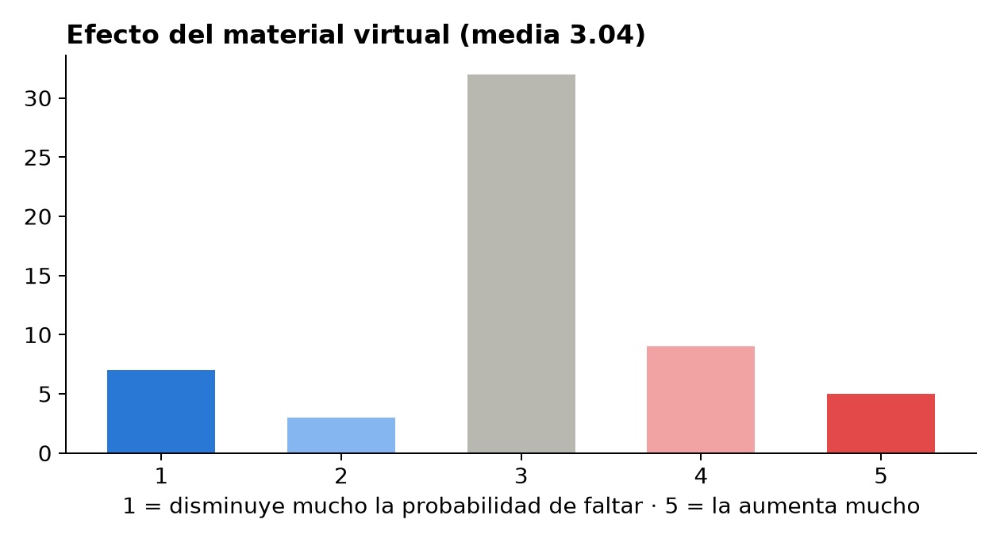 Efecto del material virtual (media 3.04)
30
25
20
15
10
5
0
1 2 3 4 5
1 = disminuye mucho la probabilidad de faltar · 5 = la aumenta mucho